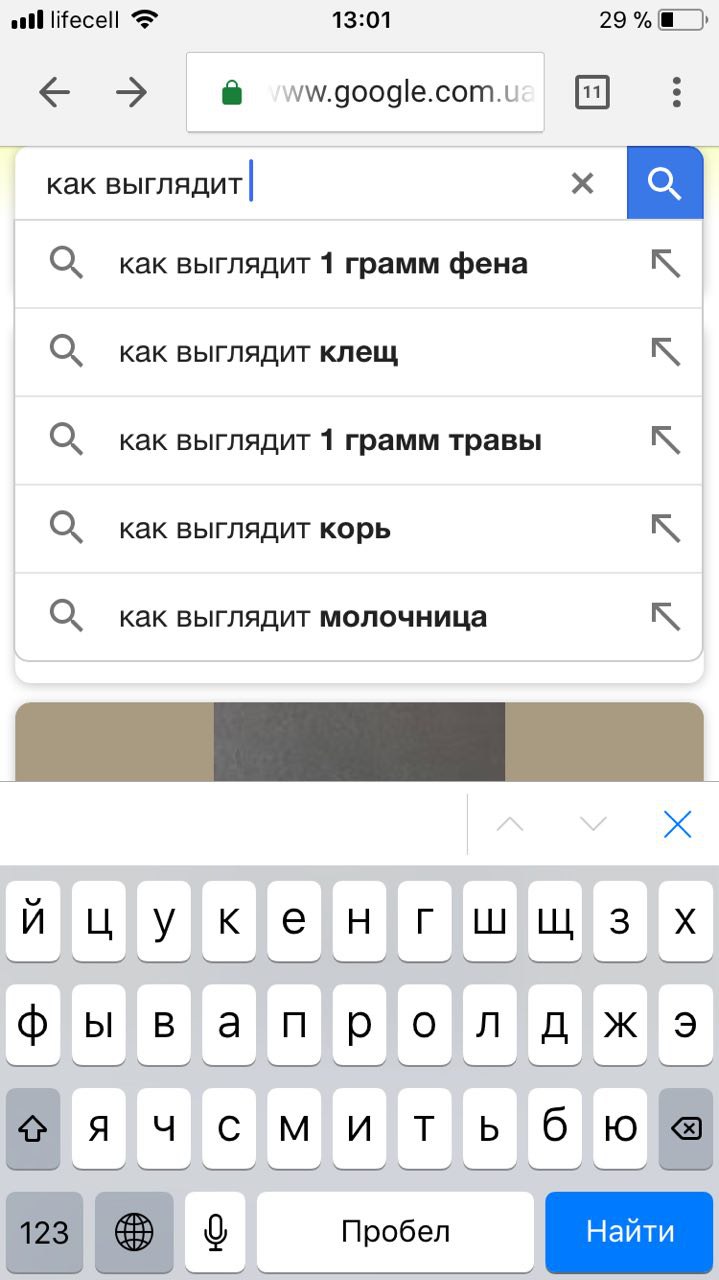 lifecell 13:01 29 %
www.google.com.ua 11
как выглядит
как выглядит 1 грамм фена
как выглядит клещ
как выглядит 1 грамм травы
как выглядит корь
как выглядит молочница
й ц у к е н г ш щ з х
ф ы в а п р о л д ж э
я ч с м и т ь б ю
123 Пробел Найти